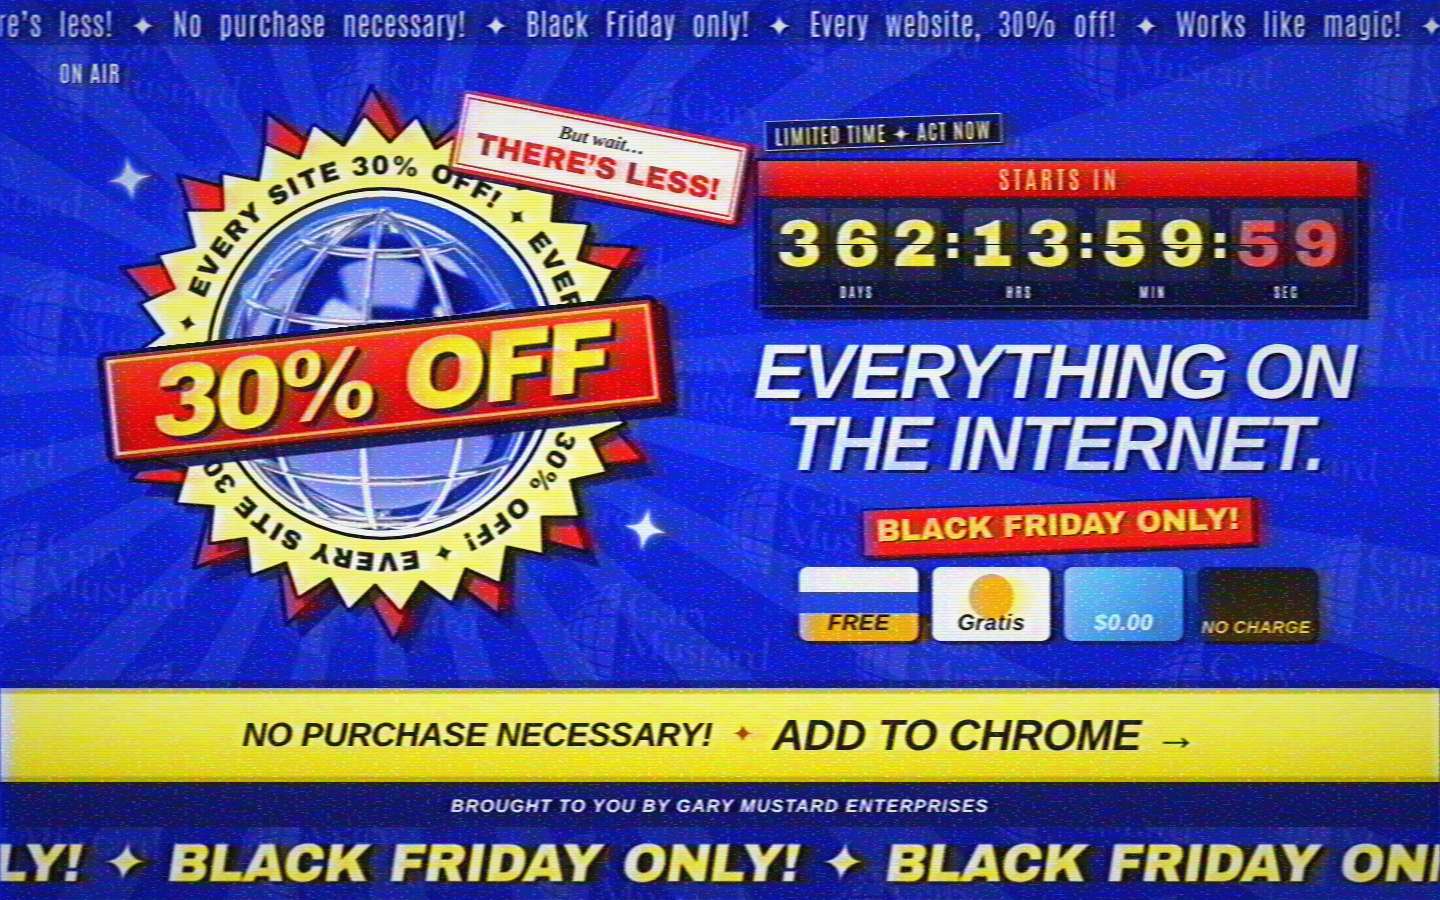 re's less! ✦ No purchase necessary! ✦ Black Friday only! ✦ Every website, 30% off! ✦ Works like magic! ✦
ON AIR
But wait...
THERE'S LESS!
EVERY SITE 30% OFF! ✦ EVERY SITE 30% OFF! ✦
30% OFF
LIMITED TIME ✦ ACT NOW
STARTS IN
362:13:59:59
DAYS HRS MIN SEC
EVERYTHING ON
THE INTERNET.
BLACK FRIDAY ONLY!
FREE Gratis $0.00 NO CHARGE
NO PURCHASE NECESSARY! ✦ ADD TO CHROME →
BROUGHT TO YOU BY GARY MUSTARD ENTERPRISES
LY! ✦ BLACK FRIDAY ONLY! ✦ BLACK FRIDAY ON
Gary
Mustard